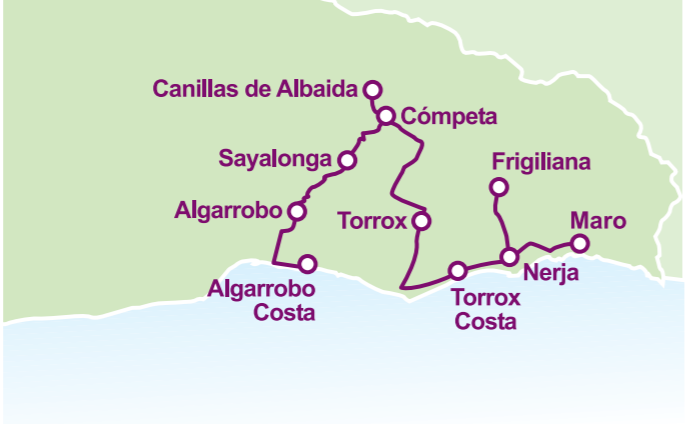 Canillas de Albaida
Cómpeta
Sayalonga
Frigiliana
Algarrobo
Torrox
Maro
Nerja
Algarrobo
Costa
Torrox
Costa